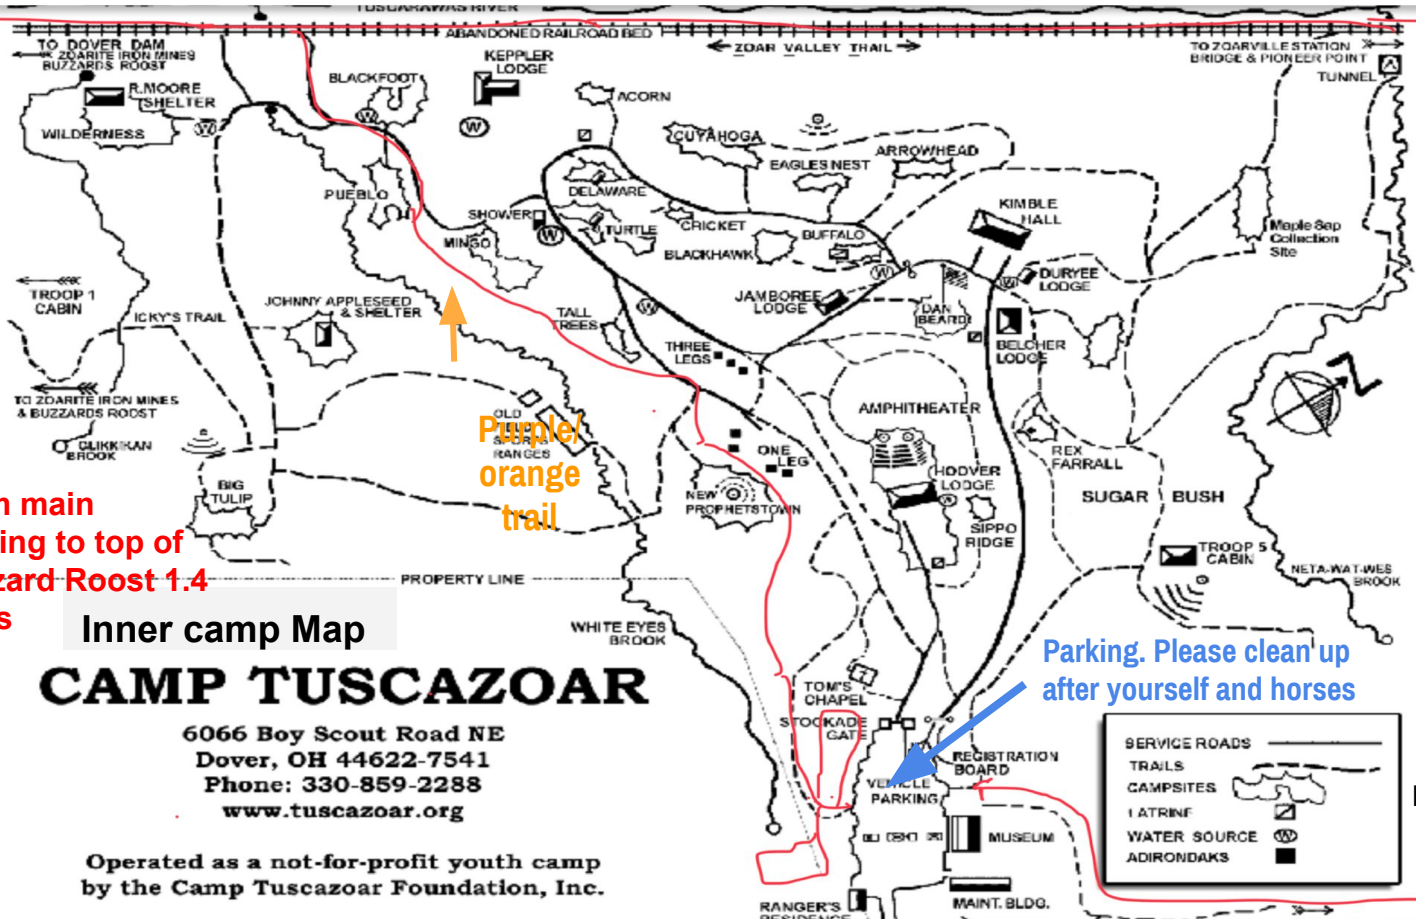 TUSCARAWAS RIVER
ABANDONED RAILROAD BED
ZOAR VALLEY TRAIL
TO DOVER DAM
ZOARITE IRON MINES
BUZZARDS ROOST
TO ZOARVILLE STATION
BRIDGE & PIONEER POINT
TUNNEL
KEPPLER
LODGE
R.MOORE
SHELTER
BLACKFOOT
ACORN
WILDERNESS
W
W
W
CUYAHOGA
EAGLES NEST
ARROWHEAD
PUEBLO
DELAWARE
KIMBLE
HALL
SHOWER
W
TURTLE
CRICKET
BUFFALO
MINGO
BLACKHAWK
Maple Sap
Collection
Site
W
W
DURYEE
LODGE
TROOP 1
CABIN
JOHNNY APPLESEED
& SHELTER
ICKY'S TRAIL
TALL
TREES
W
JAMBOREE
LODGE
DAN
BEARD
BELCHER
LODGE
THREE
LEGS
N
TO ZOARITE IRON MINES
& BUZZARDS ROOST
OLD
RANGES
Purple/
orange
trail
AMPHITHEATER
CLIKKIKAN
BROOK
ONE
LEG
REX
FARRALL
BIG
TULIP
NEW
PROPHETSTOWN
HOOVER
LODGE
W
SUGAR BUSH
SIPPO
RIDGE
main
ing to top of
zard Roost 1.4
s
TROOP 5
CABIN
NETA-WAT-WES
BROOK
PROPERTY LINE
Inner camp Map
WHITE EYES
BROOK
CAMP TUSCAZOAR
Parking. Please clean up
after yourself and horses
TOM'S
CHAPEL
STOCKADE
GATE
6066 Boy Scout Road NE
Dover, OH 44622-7541
Phone: 330-859-2288
www.tuscazoar.org
REGISTRATION
BOARD
VEHICLE
PARKING
MUSEUM
SERVICE ROADS
TRAILS
CAMPSITES
LATRINE
WATER SOURCE W
ADIRONDAKS
Operated as a not-for-profit youth camp
by the Camp Tuscazoar Foundation, Inc.
RANGER'S
RESIDENCE
MAINT. BLDG.